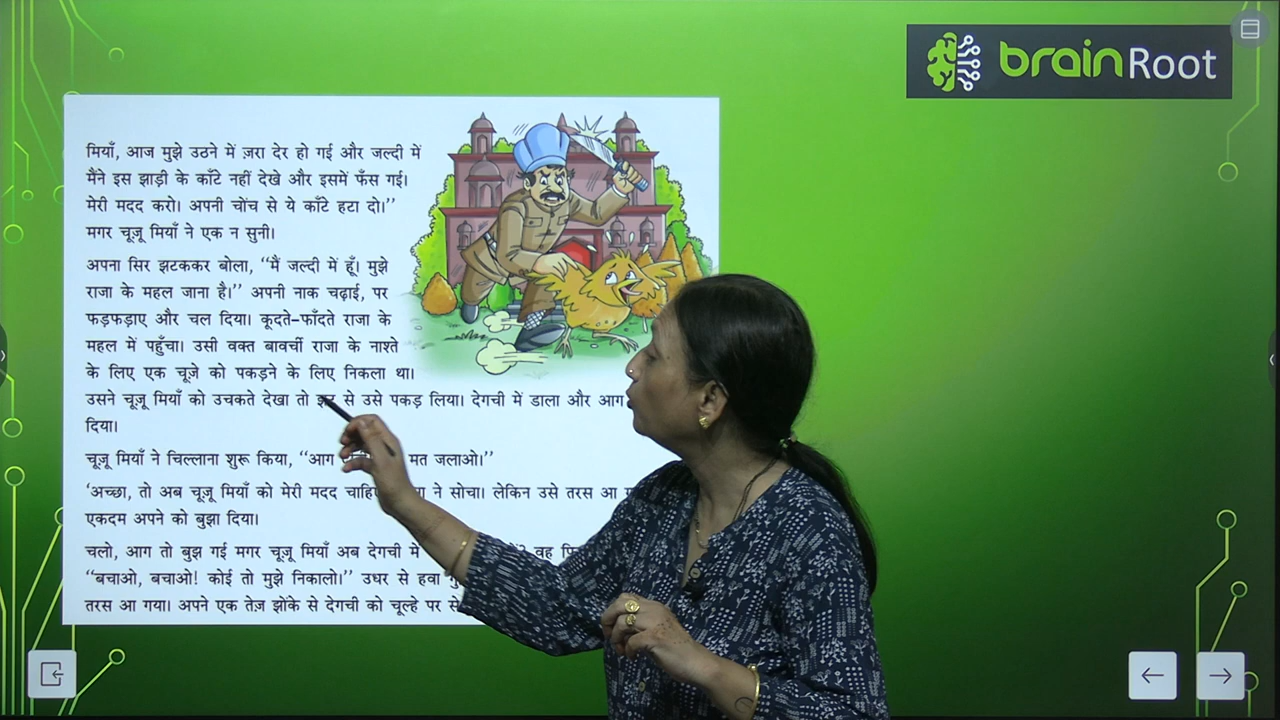 brainRoot
मियाँ, आज मुझे उठने में ज़रा देर हो गई और जल्दी में
मैंने इस झाड़ी के काँटे नहीं देखे और इसमें फँस गई।
मेरी मदद करो। अपनी चोंच से ये काँटे हटा दो।”
मगर चूज़ू मियाँ ने एक न सुनी।
अपना सिर झटककर बोला, “मैं जल्दी में हूँ। मुझे
राजा के महल जाना है।” अपनी नाक चढ़ाई, पर
फड़फड़ाए और चल दिया। कूदते-फाँदते राजा के
महल में पहुँचा। उसी वक्त बावर्ची राजा के नाश्ते
के लिए एक चूज़े को पकड़ने के लिए निकला था।
उसने चूज़ू मियाँ को उचकते देखा तो झट से उसे पकड़ लिया। देगची में डाला और आग
दिया।
चूज़ू मियाँ ने चिल्लाना शुरू किया, “आग मत जलाओ।”
‘अच्छा, तो अब चूज़ू मियाँ को मेरी मदद ने सोचा। लेकिन उसे तरस आ
एकदम अपने को बुझा दिया।
चलो, आग तो बुझ गई मगर चूज़ू मियाँ अब देगची वह
“बचाओ, बचाओ! कोई तो मुझे निकालो।” उधर से हवा
तरस आ गया। अपने एक तेज़ झोंके से देगची को चूल्हे पर से